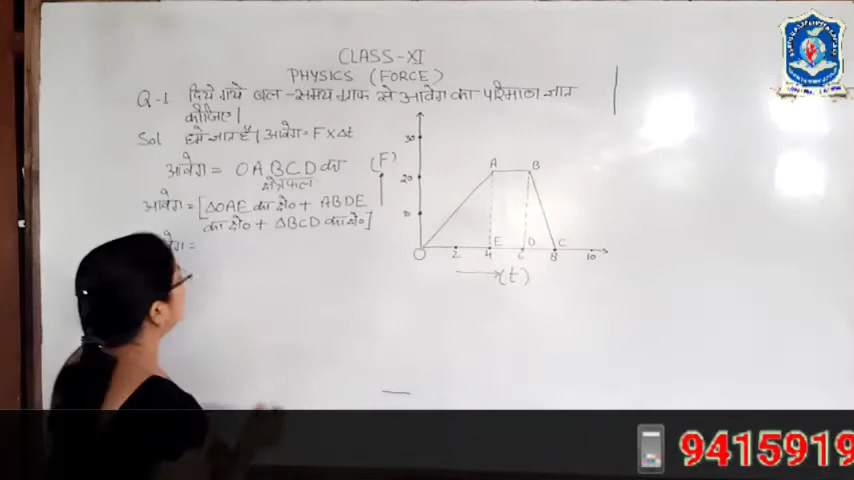 CLASS-XI
PHYSICS (FORCE)
Q-1 दिये गये बल-समय ग्राफ से आवेग का परिमाण ज्ञात
कीजिए।
Sol हमे ज्ञात है। आवेग = F×Δt
आवेग = OABCD का
क्षेत्रफल
आवेग = [ΔOAE का क्षे० + ABDE
का क्षे० + ΔBCD का क्षे०]
वेग =
(F)
30
20
10
A B
E D C
O 2 4 6 8 10
(t)
9415919